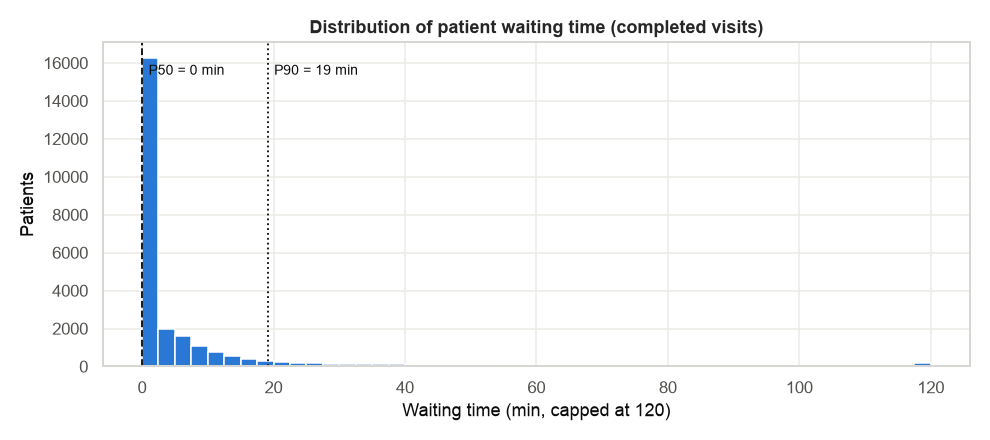 Distribution of patient waiting time (completed visits)
P50 = 0 min
P90 = 19 min
Patients
16000
14000
12000
10000
8000
6000
4000
2000
0
0 20 40 60 80 100 120
Waiting time (min, capped at 120)